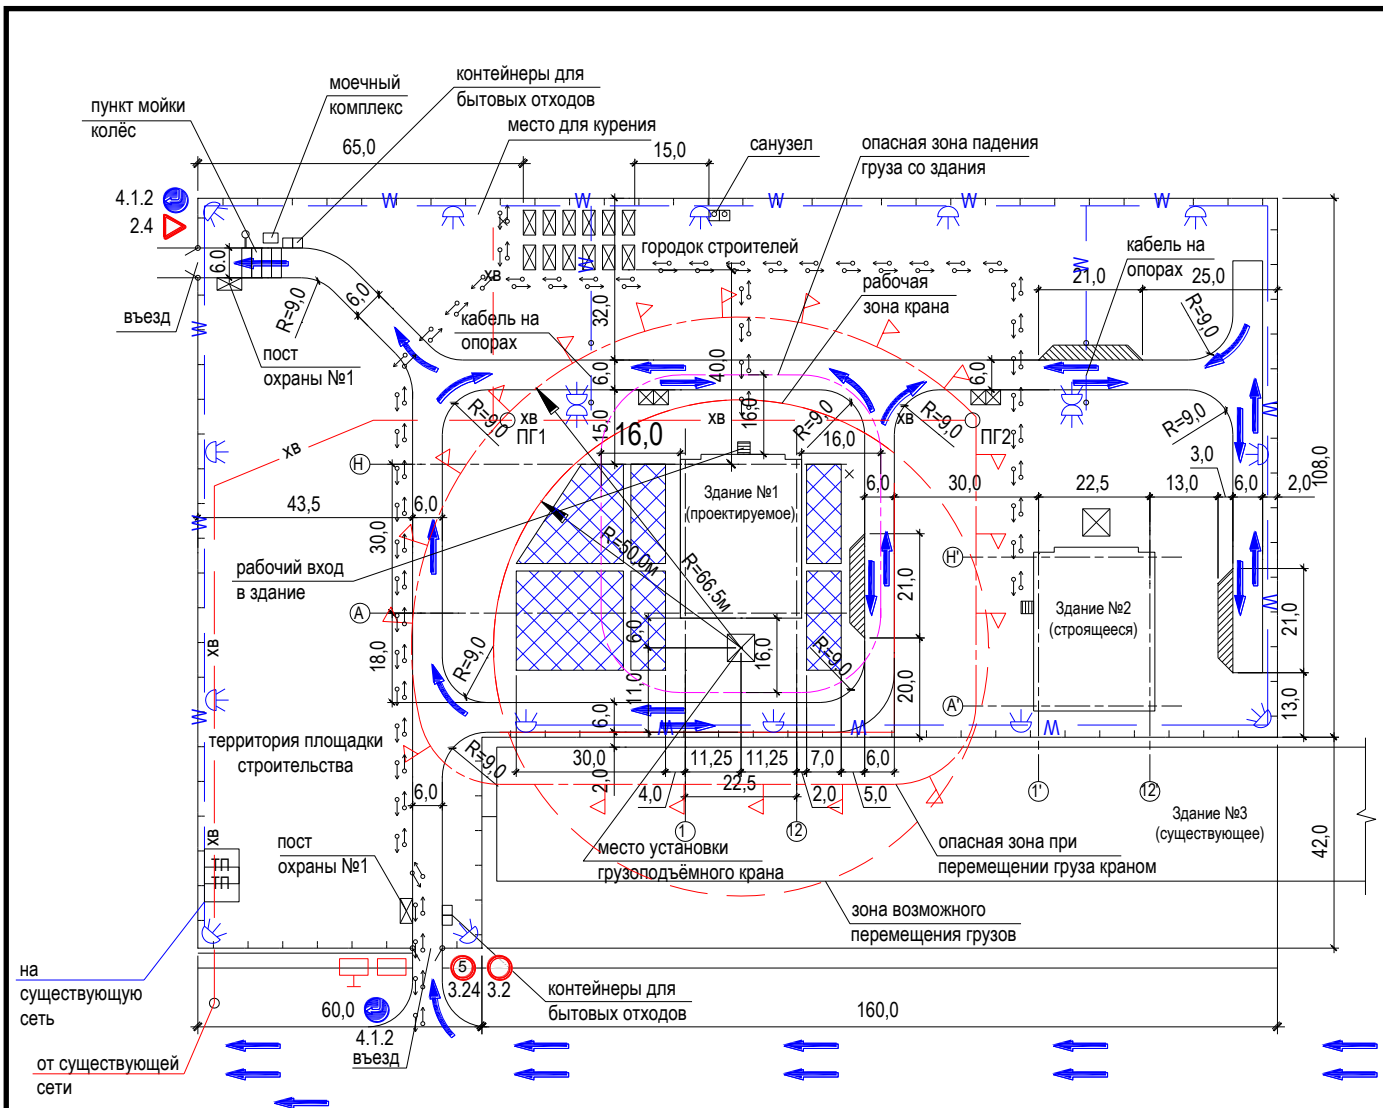 моечный
комплекс
контейнеры для
бытовых отходов
пункт мойки
колёс
место для курения
65,0
15,0
санузел
опасная зона падения
груза со здания
4.1.2
2.4
W
W
W
W
W
городок строителей
кабель на
опорах
6.0
хв
W
W
21,0
25,0
рабочая
зона крана
въезд
W
R=9,0
6,0
32,0
кабель на
опорах
R=9,0
пост
охраны №1
40,0
6,0
6,0
108,0
16,0
R=9,0
ПГ1
хв
15,0
хв
R=9,0
хв
R=9,0
ПГ2
R=9,0
W
хв
16,0
16,0
3,0
Н
Здание №1
(проектируемое)
43,5
6,0
6,0
30,0
22,5
13,0
6,0
2,0
W
30,0
R=50,0м
R=66.5м
Н'
рабочий вход
в здание
21,0
А
Здание №2
(строящееся)
W
21,0
хв
18,0
6,0
16,0
R=9,0
R=9,0
11,0
20,0
А'
13,0
W
6,0
W
W
W
территория площадки
строительства
R=9,0
30,0
11,25
11,25
7,0
6,0
2,0
4,0
22,5
2,0
5,0
6,0
1'
12'
Здание №3
(существующее)
1
12
хв
пост
охраны №1
место установки
грузоподъёмного крана
опасная зона при
перемещении груза краном
42,0
ТП
ТП
зона возможного
перемещения грузов
на
существующую
сеть
5
3.24
3.2
контейнеры для
бытовых отходов
60,0
160,0
4.1.2
въезд
от существующей
сети